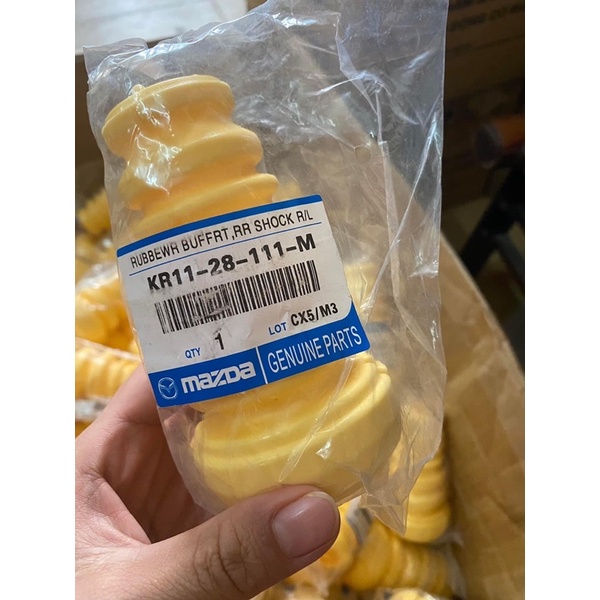 RUBBEWR BUFFRT,RR SHOCK R/L
KR11-28-111-M
QTY 1 LOT CX5/M3
mazda GENUINE PARTS